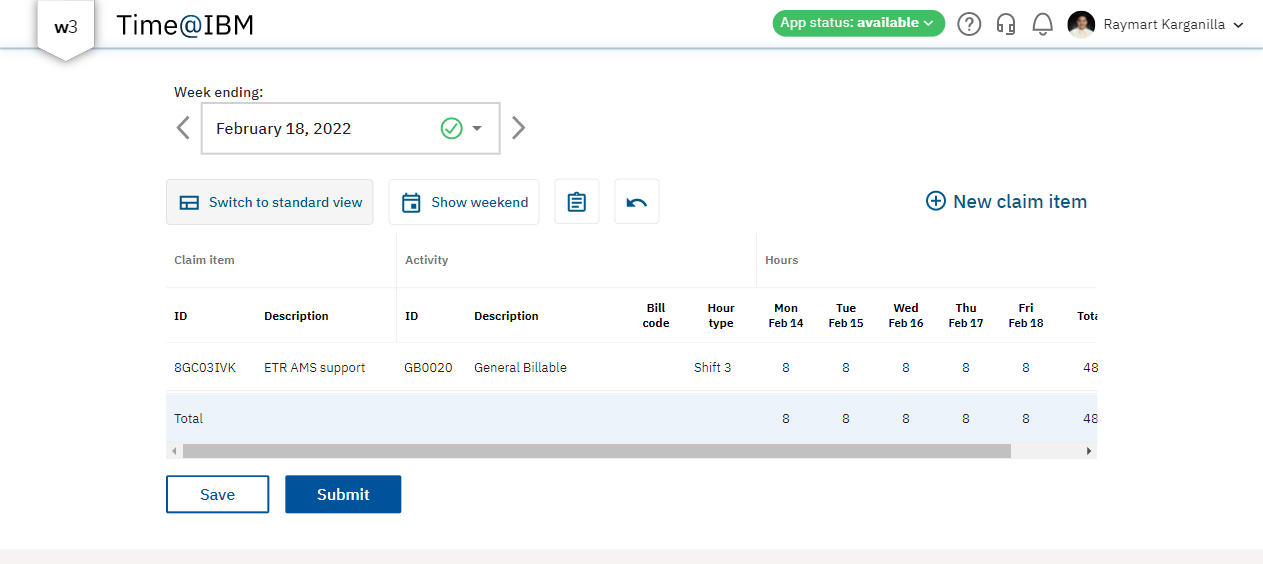 w3 Time@IBM App status: available Raymart Karganilla
Week ending:
February 18, 2022
Switch to standard view Show weekend New claim item
Claim item Activity Hours
ID Description ID Description Bill code Hour type Mon Feb 14 Tue Feb 15 Wed Feb 16 Thu Feb 17 Fri Feb 18 Tota
8GC03IVK ETR AMS support GB0020 General Billable Shift 3 8 8 8 8 8 48
Total 8 8 8 8 8 48
Save Submit